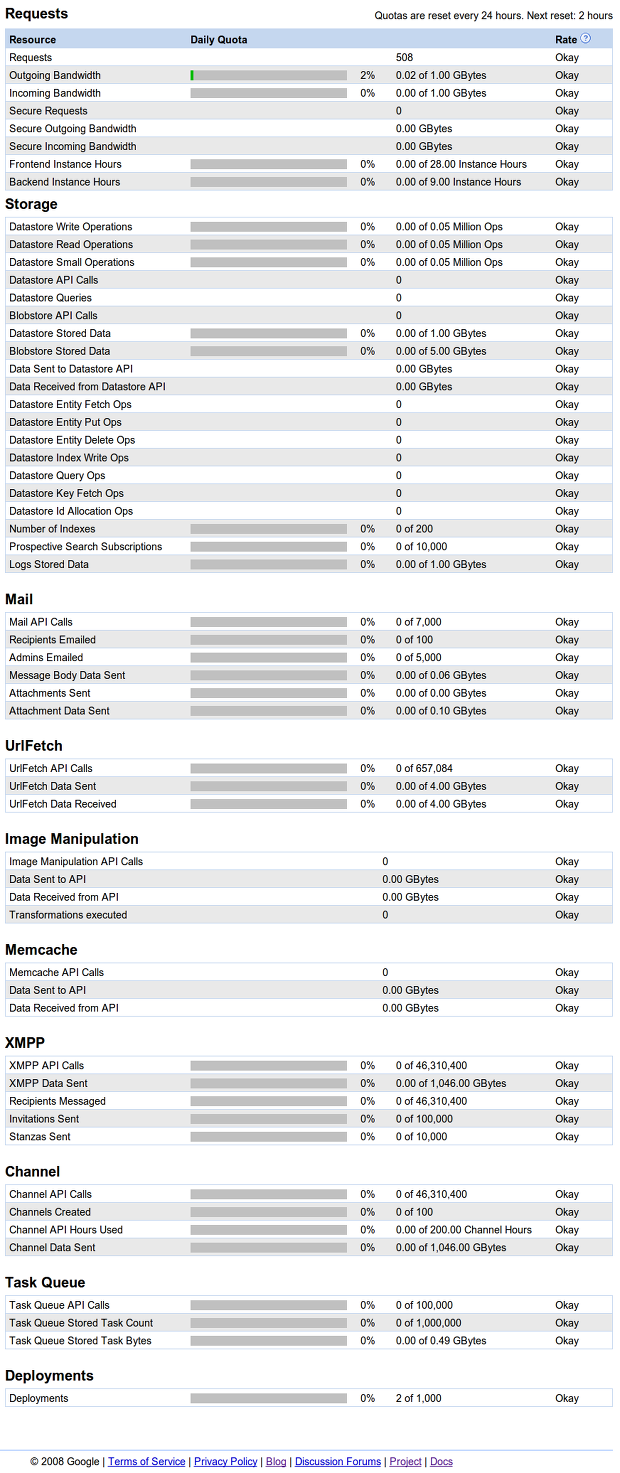 Requests Quotas are reset every 24 hours. Next reset: 2 hours
Resource Daily Quota Rate ?
Requests 508 Okay
Outgoing Bandwidth 2% 0.02 of 1.00 GBytes Okay
Incoming Bandwidth 0% 0.00 of 1.00 GBytes Okay
Secure Requests 0 Okay
Secure Outgoing Bandwidth 0.00 GBytes Okay
Secure Incoming Bandwidth 0.00 GBytes Okay
Frontend Instance Hours 0% 0.00 of 28.00 Instance Hours Okay
Backend Instance Hours 0% 0.00 of 9.00 Instance Hours Okay
Storage
Datastore Write Operations 0% 0.00 of 0.05 Million Ops Okay
Datastore Read Operations 0% 0.00 of 0.05 Million Ops Okay
Datastore Small Operations 0% 0.00 of 0.05 Million Ops Okay
Datastore API Calls 0 Okay
Datastore Queries 0 Okay
Blobstore API Calls 0 Okay
Datastore Stored Data 0% 0.00 of 1.00 GBytes Okay
Blobstore Stored Data 0% 0.00 of 5.00 GBytes Okay
Data Sent to Datastore API 0.00 GBytes Okay
Data Received from Datastore API 0.00 GBytes Okay
Datastore Entity Fetch Ops 0 Okay
Datastore Entity Put Ops 0 Okay
Datastore Entity Delete Ops 0 Okay
Datastore Index Write Ops 0 Okay
Datastore Query Ops 0 Okay
Datastore Key Fetch Ops 0 Okay
Datastore Id Allocation Ops 0 Okay
Number of Indexes 0% 0 of 200 Okay
Prospective Search Subscriptions 0% 0 of 10,000 Okay
Logs Stored Data 0% 0.00 of 1.00 GBytes Okay
Mail
Mail API Calls 0% 0 of 7,000 Okay
Recipients Emailed 0% 0 of 100 Okay
Admins Emailed 0% 0 of 5,000 Okay
Message Body Data Sent 0% 0.00 of 0.06 GBytes Okay
Attachments Sent 0% 0.00 of 0.00 GBytes Okay
Attachment Data Sent 0% 0.00 of 0.10 GBytes Okay
UrlFetch
UrlFetch API Calls 0% 0 of 657,084 Okay
UrlFetch Data Sent 0% 0.00 of 4.00 GBytes Okay
UrlFetch Data Received 0% 0.00 of 4.00 GBytes Okay
Image Manipulation
Image Manipulation API Calls 0 Okay
Data Sent to API 0.00 GBytes Okay
Data Received from API 0.00 GBytes Okay
Transformations executed 0 Okay
Memcache
Memcache API Calls 0 Okay
Data Sent to API 0.00 GBytes Okay
Data Received from API 0.00 GBytes Okay
XMPP
XMPP API Calls 0% 0 of 46,310,400 Okay
XMPP Data Sent 0% 0.00 of 1,046.00 GBytes Okay
Recipients Messaged 0% 0 of 46,310,400 Okay
Invitations Sent 0% 0 of 100,000 Okay
Stanzas Sent 0% 0 of 10,000 Okay
Channel
Channel API Calls 0% 0 of 46,310,400 Okay
Channels Created 0% 0 of 100 Okay
Channel API Hours Used 0% 0.00 of 200.00 Channel Hours Okay
Channel Data Sent 0% 0.00 of 1,046.00 GBytes Okay
Task Queue
Task Queue API Calls 0% 0 of 100,000 Okay
Task Queue Stored Task Count 0% 0 of 1,000,000 Okay
Task Queue Stored Task Bytes 0% 0.00 of 0.49 GBytes Okay
Deployments
Deployments 0% 2 of 1,000 Okay
© 2008 Google | Terms of Service | Privacy Policy | Blog | Discussion Forums | Project | Docs